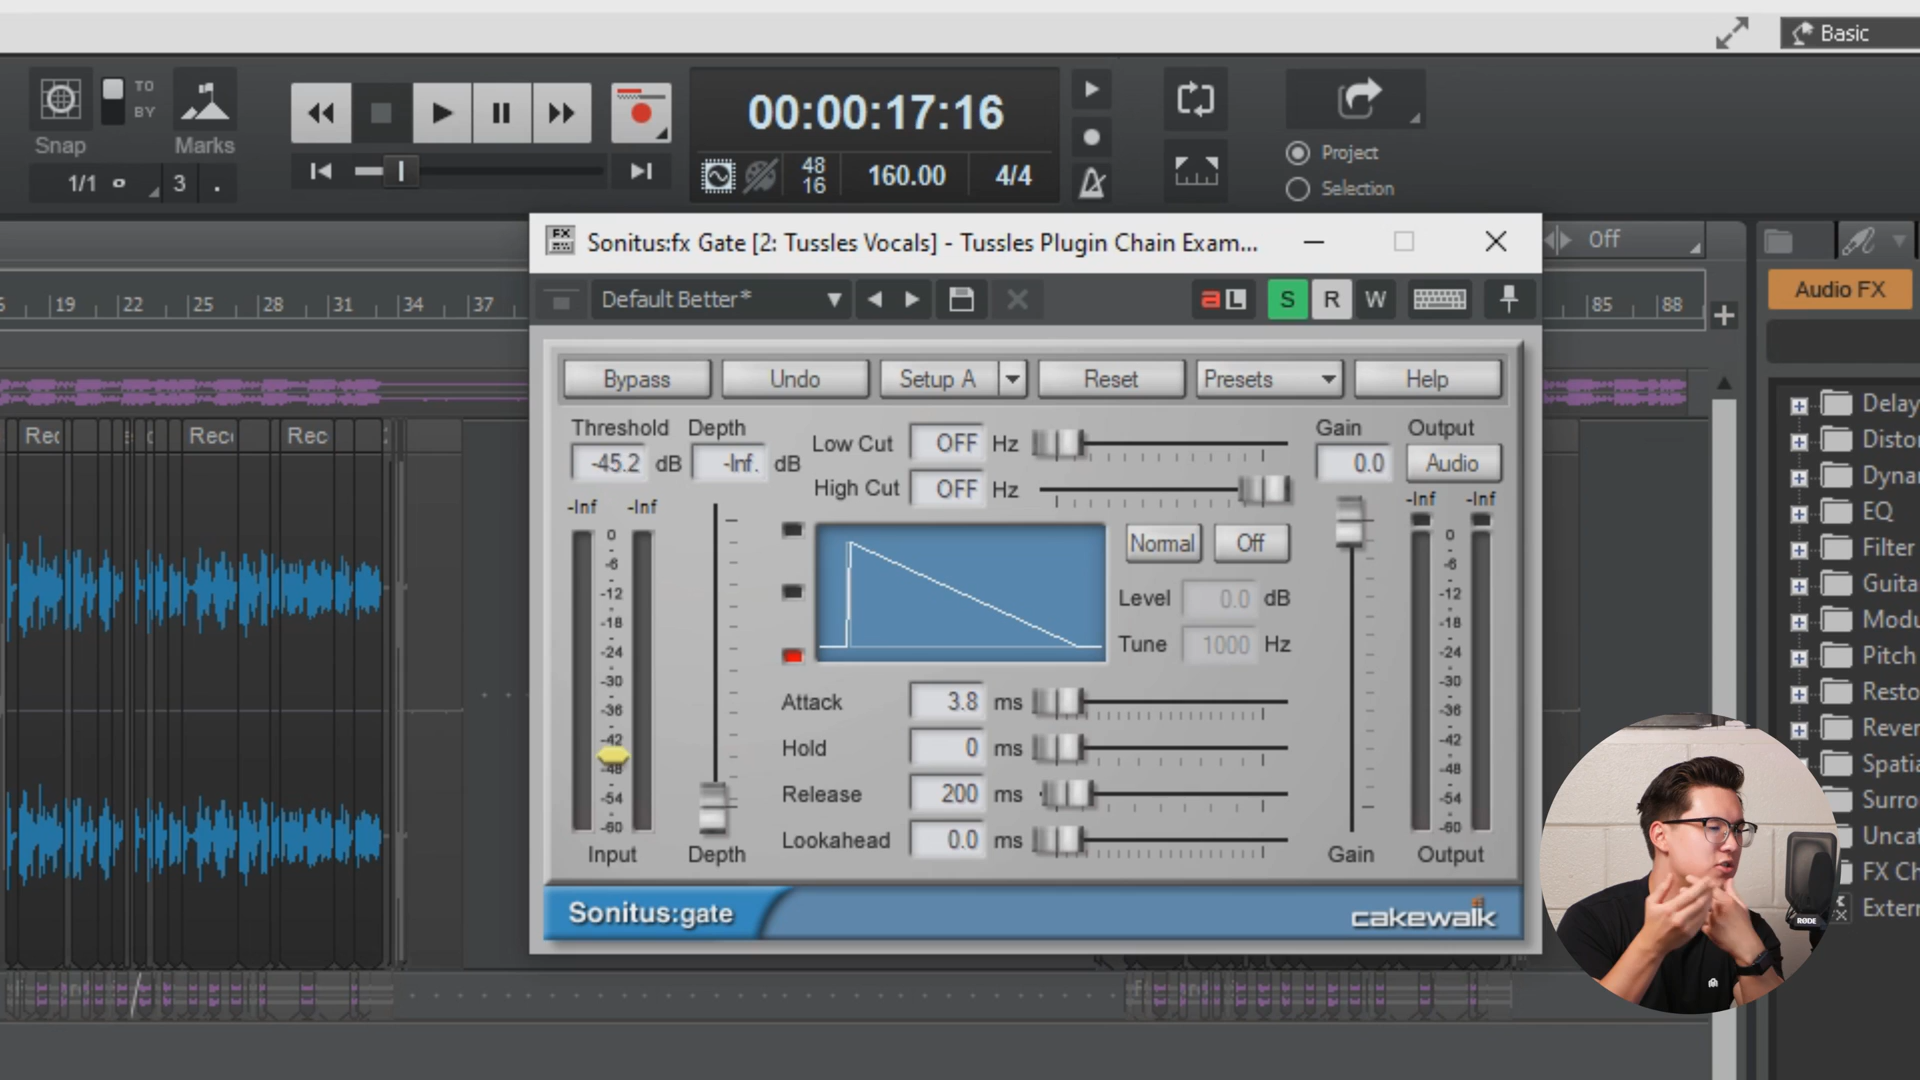 Basic
TO
BY
Snap
Marks
1/1
3
00:00:17:16
48
16
160.00
4/4
Project
Selection
FX
Sonitus:fx Gate [2: Tussles Vocals] - Tussles Plugin Chain Exam...
Off
Default Better*
a L
S
R
W
19
22
25
28
31
34
37
85
88
Audio FX
Bypass
Undo
Setup A
Reset
Presets
Help
Rec
Rec
Rec
Threshold
Depth
-45.2 dB
-Inf. dB
Low Cut OFF Hz
High Cut OFF Hz
Gain
0.0
Output
Audio
-Inf -Inf
0
-6
-12
-18
-24
-30
-36
-42
-48
-54
-60
Input
Depth
Normal
Off
Level 0.0 dB
Tune 1000 Hz
Attack 3.8 ms
Hold 0 ms
Release 200 ms
Lookahead 0.0 ms
Gain
-Inf -Inf
0
-6
-12
-18
-24
-30
-36
-42
-48
-54
-60
Output
Sonitus:gate
cakewalk
Delay
Distor
Dynar
EQ
Filter
Guita
Modu
Pitch
Resto
Rever
Spatia
Surro
Uncat
FX Ch
Extern
RODE